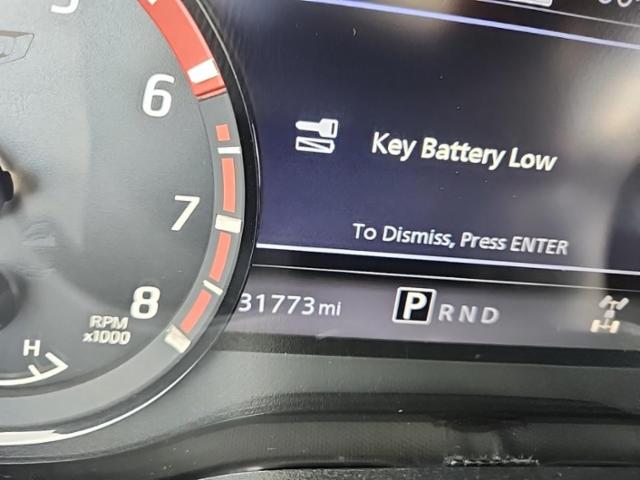 6
Key Battery Low
7
To Dismiss, Press ENTER
8
31773 mi
P R N D
RPM
x1000
H